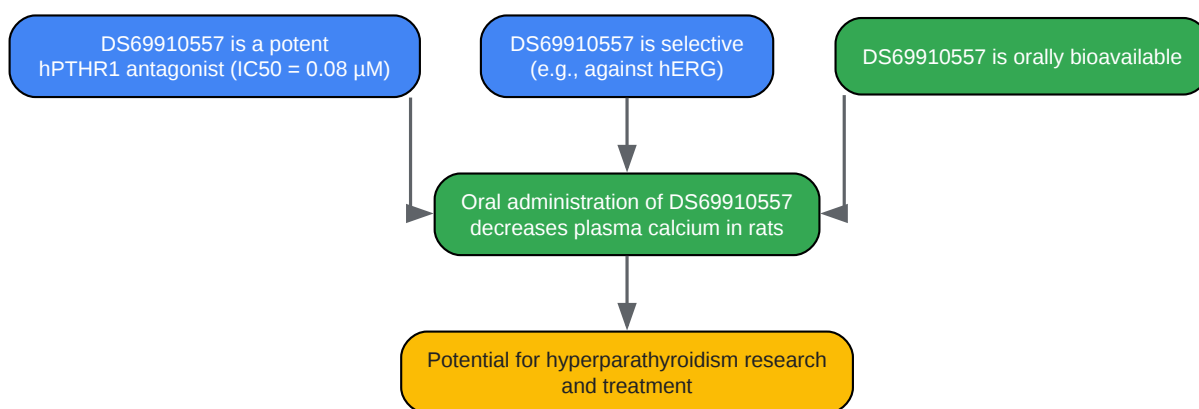 DS69910557 is a potent
hPTHR1 antagonist (IC50 = 0.08 µM)
DS69910557 is selective
(e.g., against hERG)
DS69910557 is orally bioavailable
Oral administration of DS69910557
decreases plasma calcium in rats
Potential for hyperparathyroidism research
and treatment